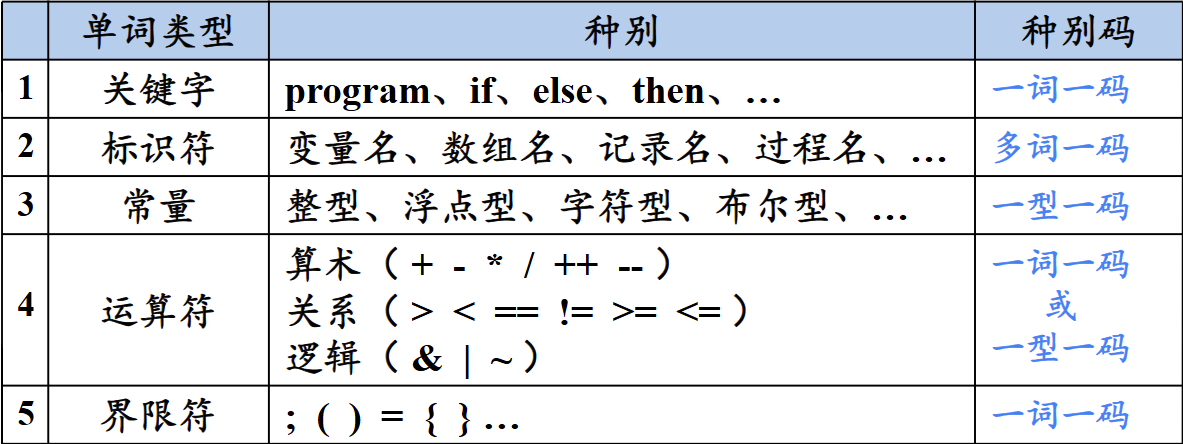 单词类型 种别 种别码
1 关键字 program、if、else、then、… 一词一码
2 标识符 变量名、数组名、记录名、过程名、… 多词一码
3 常量 整型、浮点型、字符型、布尔型、… 一型一码
4 运算符 算术（ + - * / ++ -- ） 一词一码
关系（ > < == != >= <= ） 或
逻辑（ & | ~ ） 一型一码
5 界限符 ; ( ) = { } … 一词一码